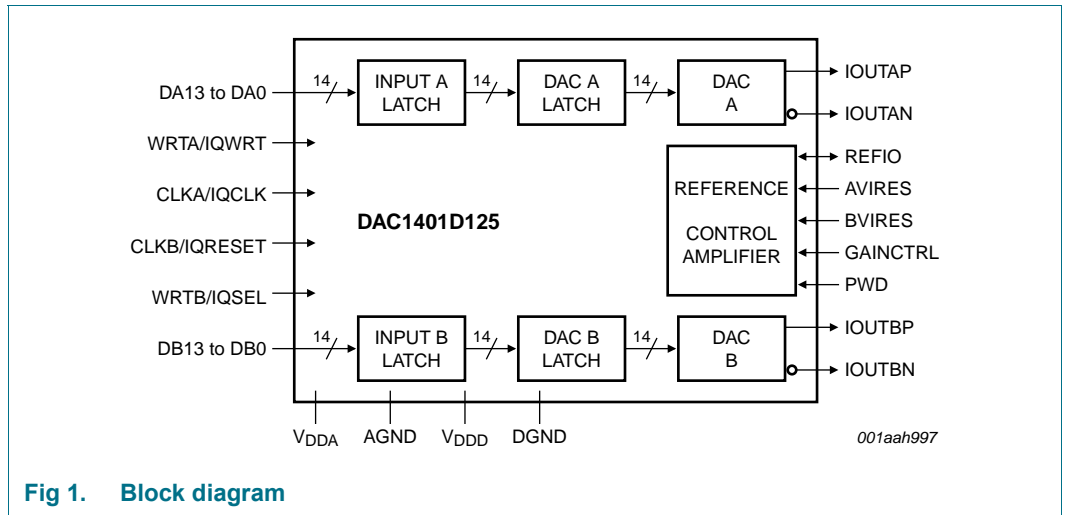 DA13 to DA0
14
INPUT A
LATCH
14
DAC A
LATCH
14
DAC
A
IOUTAP
IOUTAN
WRTA/IQWRT
CLKA/IQCLK
CLKB/IQRESET
WRTB/IQSEL
DAC1401D125
REFERENCE
CONTROL
AMPLIFIER
REFIO
AVIRES
BVIRES
GAINCTRL
PWD
DB13 to DB0
14
INPUT B
LATCH
14
DAC B
LATCH
14
DAC
B
IOUTBP
IOUTBN
VDDA
AGND
VDDD
DGND
001aah997
Fig 1. Block diagram